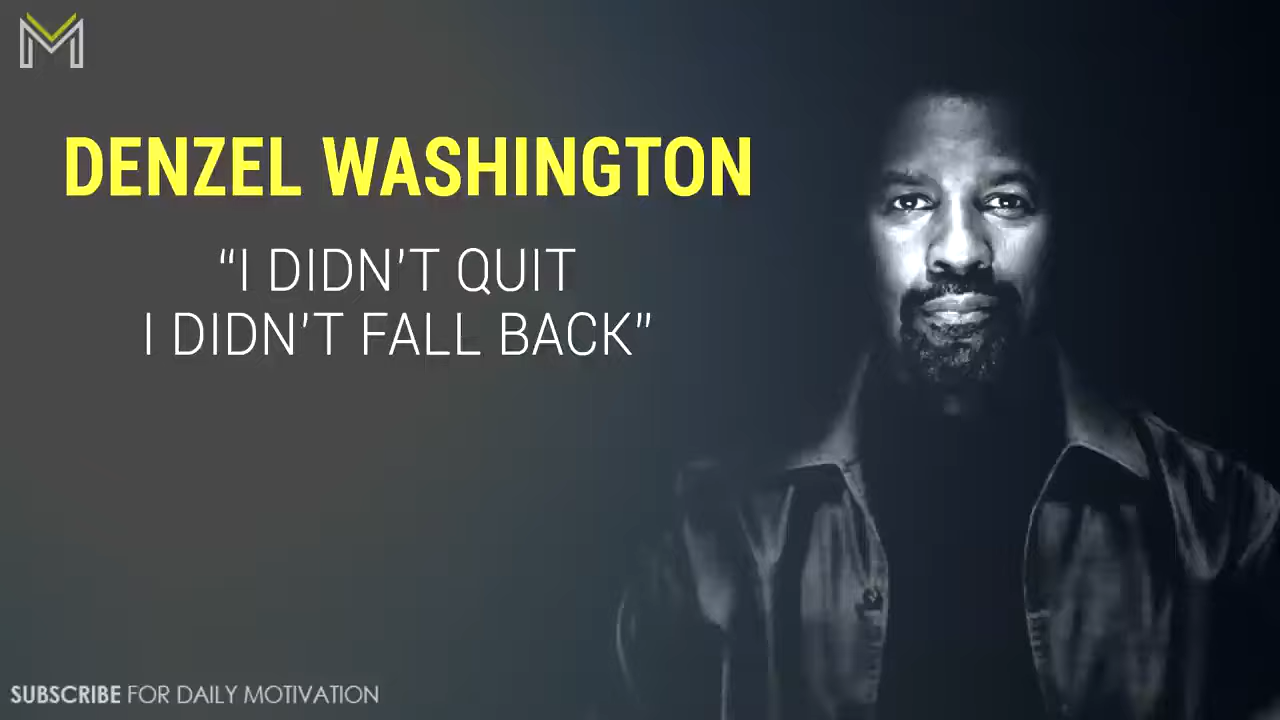 DENZEL WASHINGTON
“I DIDN’T QUIT
I DIDN’T FALL BACK”
SUBSCRIBE FOR DAILY MOTIVATION